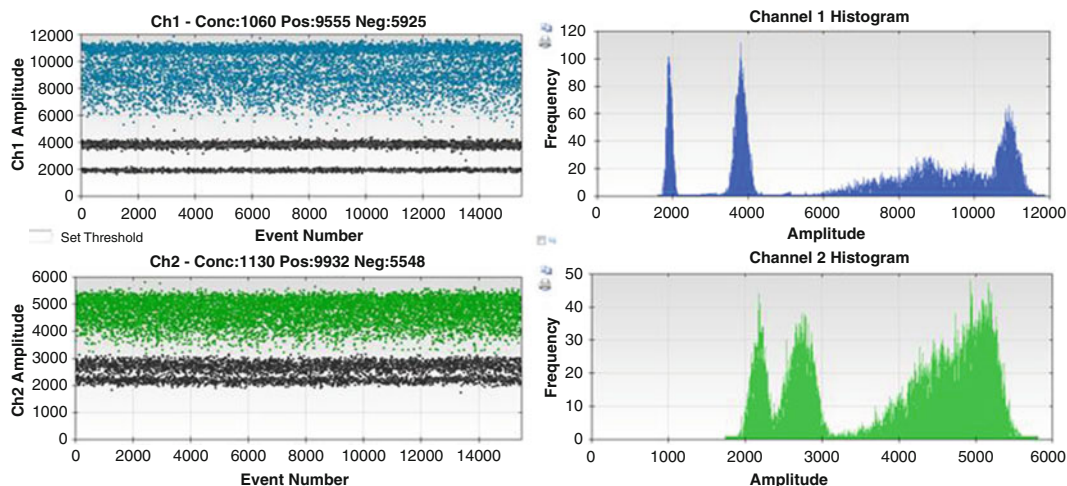 Ch1 - Conc:1060 Pos:9555 Neg:5925
Ch1 Amplitude
12000
10000
8000
6000
4000
2000
0
0 2000 4000 6000 8000 10000 12000 14000
Set Threshold
Event Number
Channel 1 Histogram
Frequency
120
100
80
60
40
20
0
0 2000 4000 6000 8000 10000 12000
Amplitude
Ch2 - Conc:1130 Pos:9932 Neg:5548
Ch2 Amplitude
6000
5000
4000
3000
2000
1000
0
0 2000 4000 6000 8000 10000 12000 14000
Event Number
Channel 2 Histogram
Frequency
50
40
30
20
10
0
0 1000 2000 3000 4000 5000 6000
Amplitude